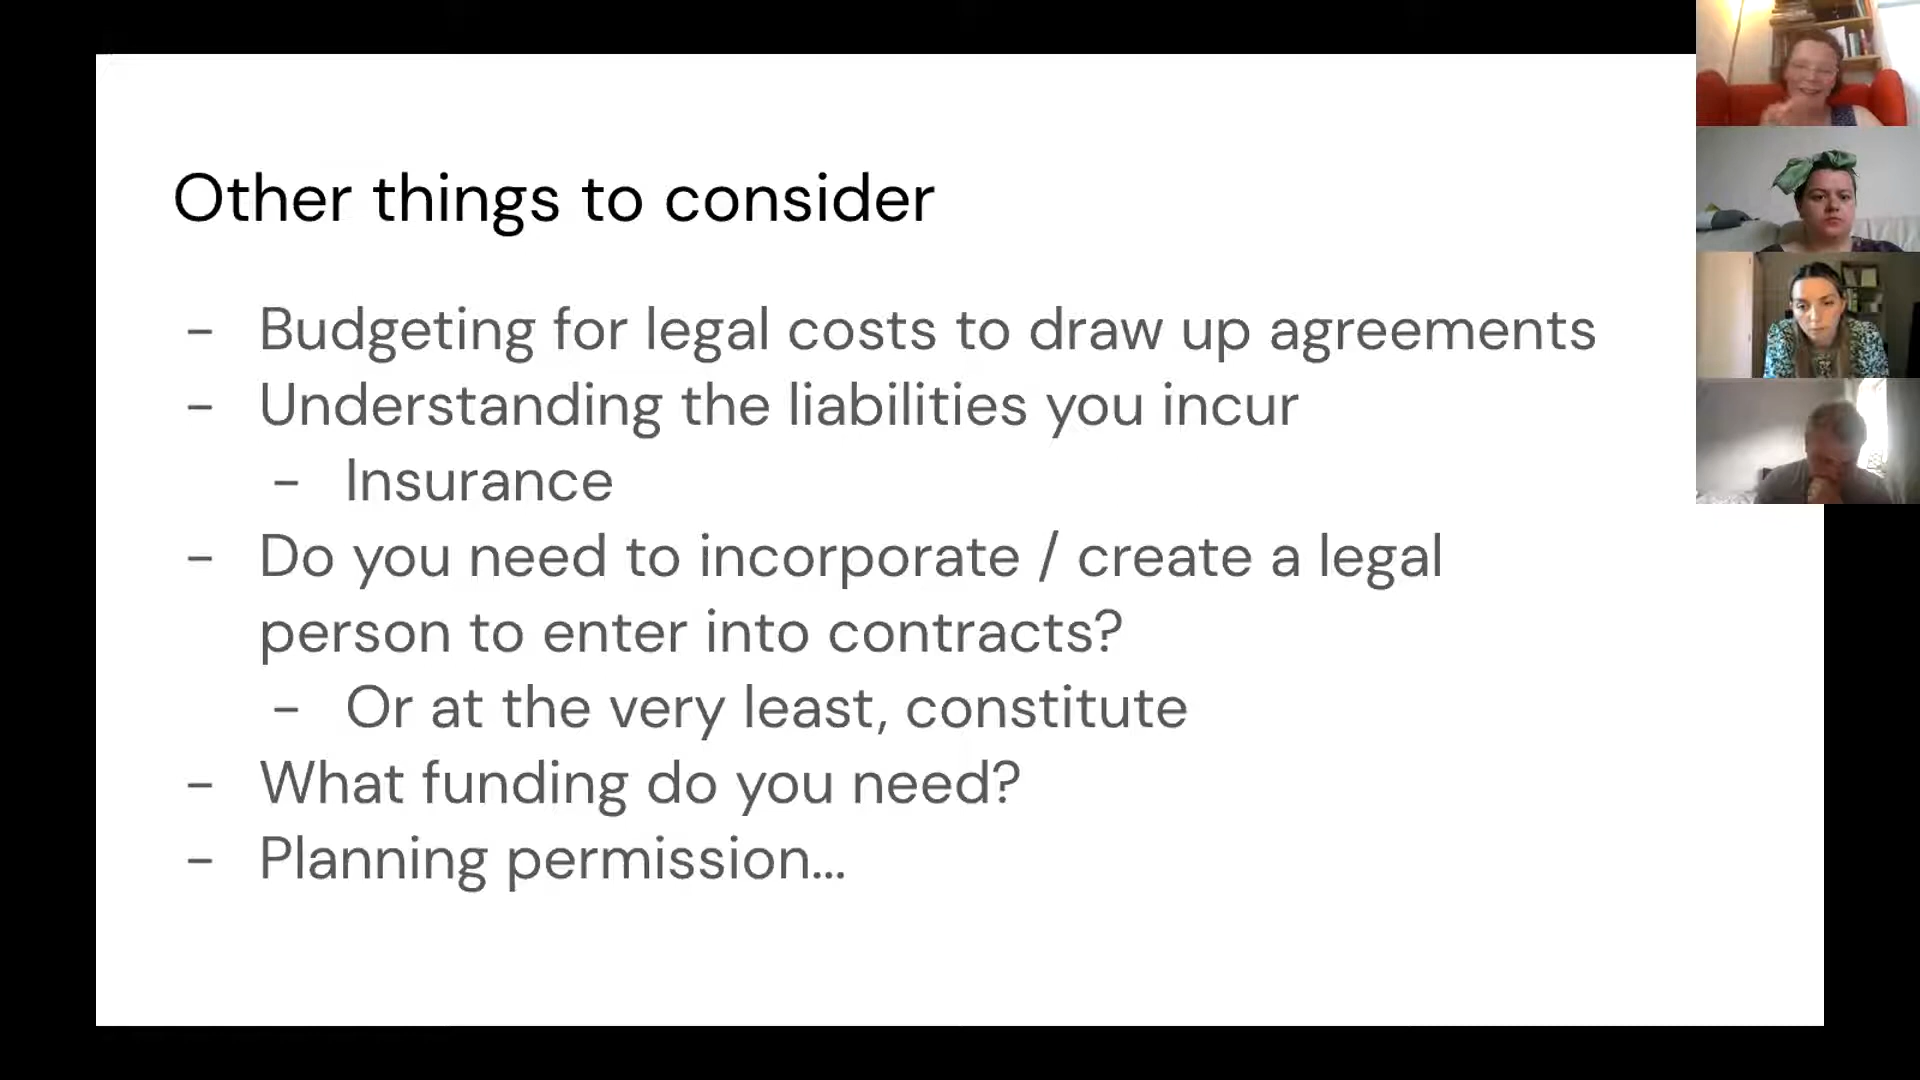 Other things to consider
- Budgeting for legal costs to draw up agreements
- Understanding the liabilities you incur
- Insurance
- Do you need to incorporate / create a legal
person to enter into contracts?
- Or at the very least, constitute
- What funding do you need?
- Planning permission...